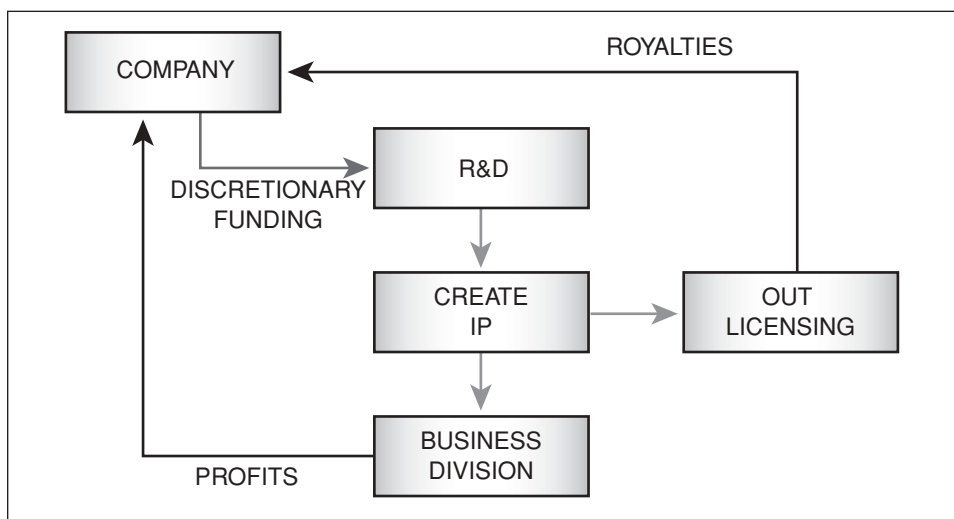 ROYALTIES
COMPANY
R&D
DISCRETIONARY
FUNDING
CREATE
IP
OUT
LICENSING
BUSINESS
DIVISION
PROFITS